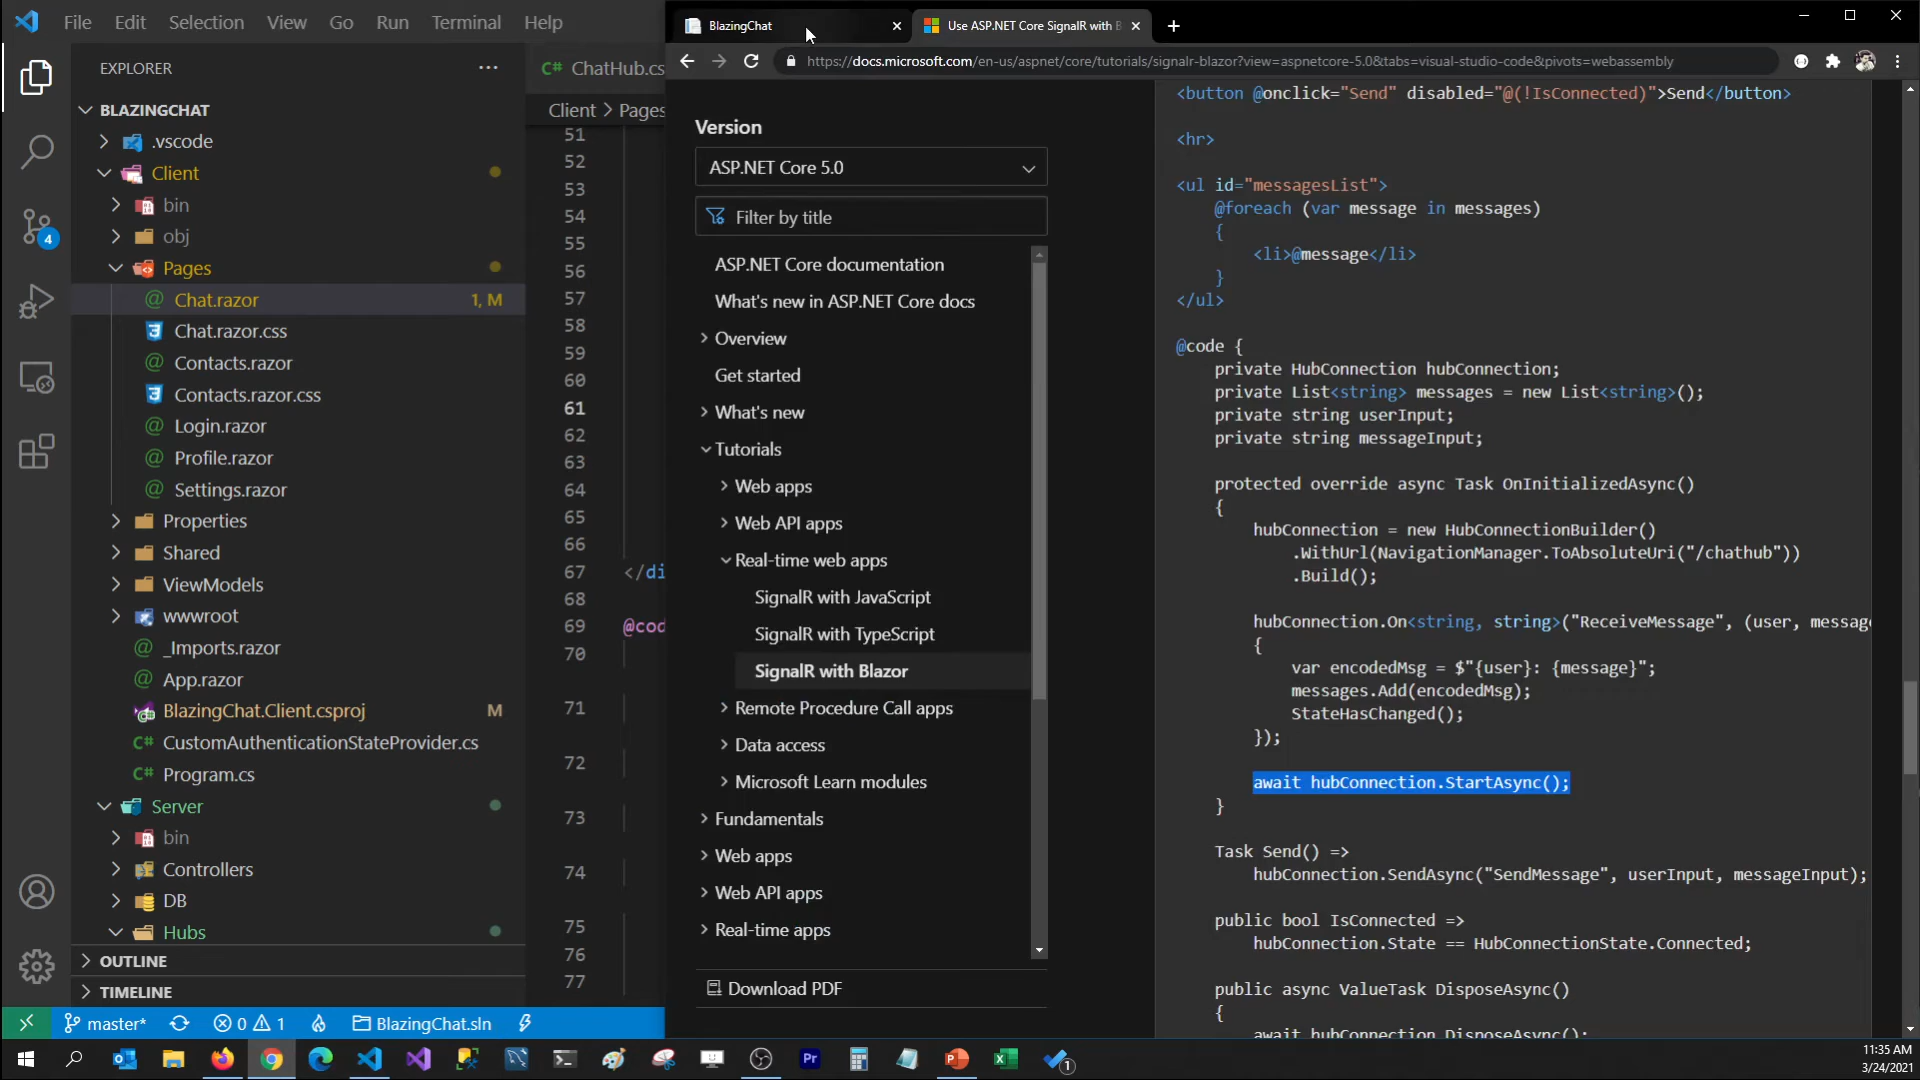 File Edit Selection View Go Run Terminal Help
EXPLORER
BLAZINGCHAT
.vscode
Client
bin
obj
Pages
Chat.razor 1, M
Chat.razor.css
Contacts.razor
Contacts.razor.css
Login.razor
Profile.razor
Settings.razor
Properties
Shared
ViewModels
wwwroot
_Imports.razor
App.razor
BlazingChat.Client.csproj M
CustomAuthenticationStateProvider.cs
Program.cs
Server
bin
Controllers
DB
Hubs
OUTLINE
TIMELINE
4
master* 0 1 BlazingChat.sln
C# ChatHub.cs
Client > Pages
51
52
53
54
55
56
57
58
59
60
61
62
63
64
65
66
67 </di
68
69 @cod
70
71
72
73
74
75
76
77
BlazingChat
Use ASP.NET Core SignalR with B
https://docs.microsoft.com/en-us/aspnet/core/tutorials/signalr-blazor?view=aspnetcore-5.0&tabs=visual-studio-code&pivots=webassembly
Version
ASP.NET Core 5.0
Filter by title
ASP.NET Core documentation
What's new in ASP.NET Core docs
Overview
Get started
What's new
Tutorials
Web apps
Web API apps
Real-time web apps
SignalR with JavaScript
SignalR with TypeScript
SignalR with Blazor
Remote Procedure Call apps
Data access
Microsoft Learn modules
Fundamentals
Web apps
Web API apps
Real-time apps
Download PDF
<button @onclick="Send" disabled="@(!IsConnected)">Send</button>
<hr>
<ul id="messagesList">
@foreach (var message in messages)
{
<li>@message</li>
}
</ul>
@code {
private HubConnection hubConnection;
private List<string> messages = new List<string>();
private string userInput;
private string messageInput;
protected override async Task OnInitializedAsync()
{
hubConnection = new HubConnectionBuilder()
.WithUrl(NavigationManager.ToAbsoluteUri("/chathub"))
.Build();
hubConnection.On<string, string>("ReceiveMessage", (user, message
{
var encodedMsg = $"{user}: {message}";
messages.Add(encodedMsg);
StateHasChanged();
});
await hubConnection.StartAsync();
}
Task Send() =>
hubConnection.SendAsync("SendMessage", userInput, messageInput);
public bool IsConnected =>
hubConnection.State == HubConnectionState.Connected;
public async ValueTask DisposeAsync()
{
await hubConnection.DisposeAsync();
Pr
1
11:35 AM
3/24/2021